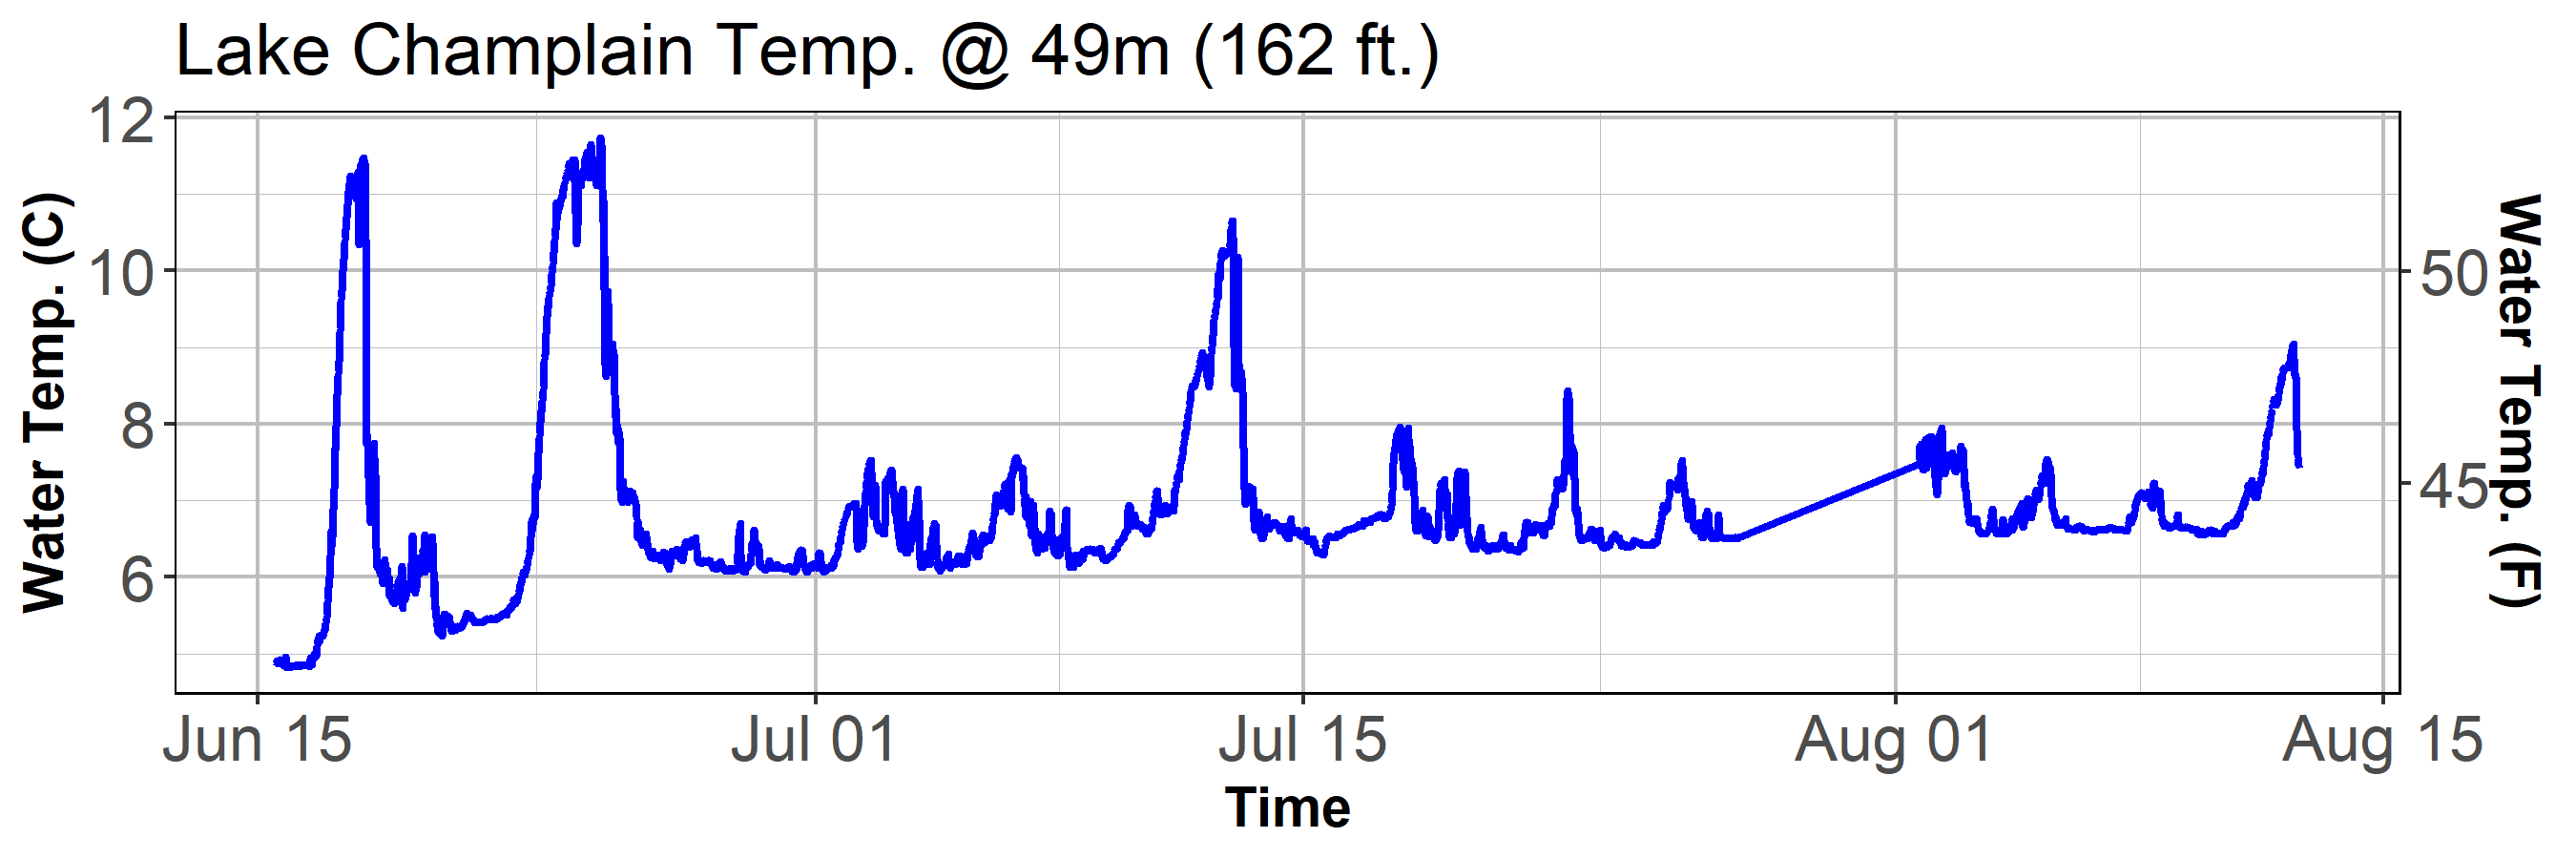 Lake Champlain Temp. @ 49m (162 ft.)
12
10
8
6
Water Temp. (C)
50
45
Water Temp. (F)
Jun 15
Jul 01
Jul 15
Aug 01
Aug 15
Time